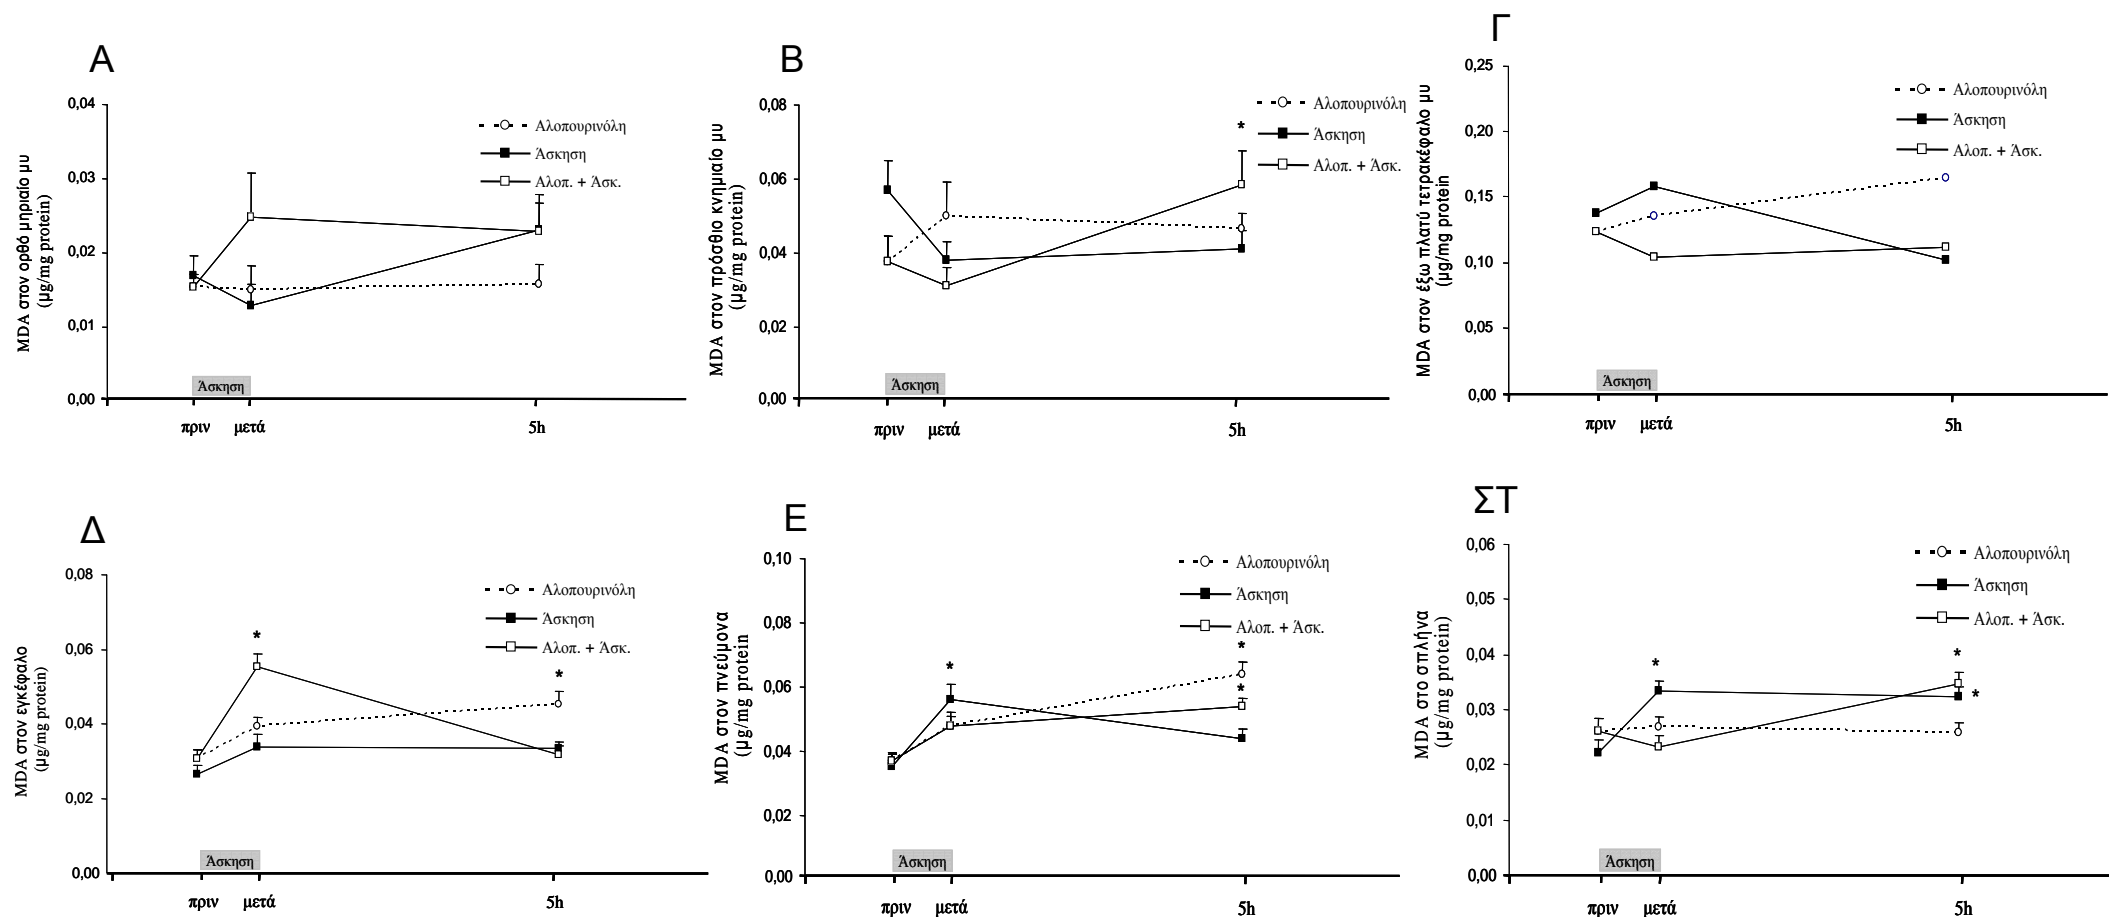 Α
MDA στον ορθό μηριαίο μυ
(μg/mg protein)
0,04
0,03
0,02
0,01
0,00
Αλοπουρινόλη
Άσκηση
Αλοπ. + Άσκ.
Άσκηση
πριν μετά 5h
Β
MDA στον πρόσθιο κνημιαίο μυ
(μg/mg protein)
0,08
0,06
0,04
0,02
0,00
Αλοπουρινόλη
*
Άσκηση
Αλοπ. + Άσκ.
Άσκηση
πριν μετά 5h
Γ
MDA στον έξω πλατύ τετρακέφαλο μυ
(μg/mg protein
0,25
0,20
0,15
0,10
0,05
0,00
Αλοπουρινόλη
Άσκηση
Αλοπ. + Άσκ.
Άσκηση
πριν μετά 5h
Δ
MDA στον εγκέφαλο
(μg/mg protein)
0,08
0,06
0,04
0,02
0,00
Αλοπουρινόλη
Άσκηση
Αλοπ. + Άσκ.
*
*
Άσκηση
πριν μετά 5h
Ε
MDA στον πνεύμονα
(μg/mg protein
0,10
0,08
0,06
0,04
0,02
0,00
Αλοπουρινόλη
Άσκηση
Αλοπ. + Άσκ.
*
*
*
Άσκηση
πριν μετά 5h
ΣΤ
MDA στο σπλήνα
(μg/mg protein)
0,06
0,05
0,04
0,03
0,02
0,01
0,00
Αλοπουρινόλη
Άσκηση
Αλοπ. + Άσκ.
*
*
*
Άσκηση
πριν μετά 5h